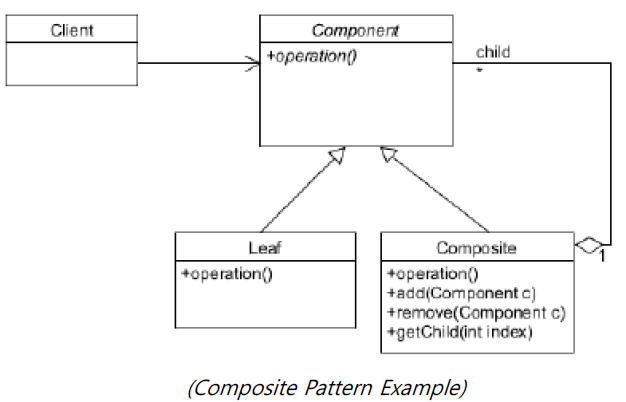 Client
Component
+operation()
child
*
Leaf
+operation()
Composite
+operation()
+add(Component c)
+remove(Component c)
+getChild(int index)
1
(Composite Pattern Example)